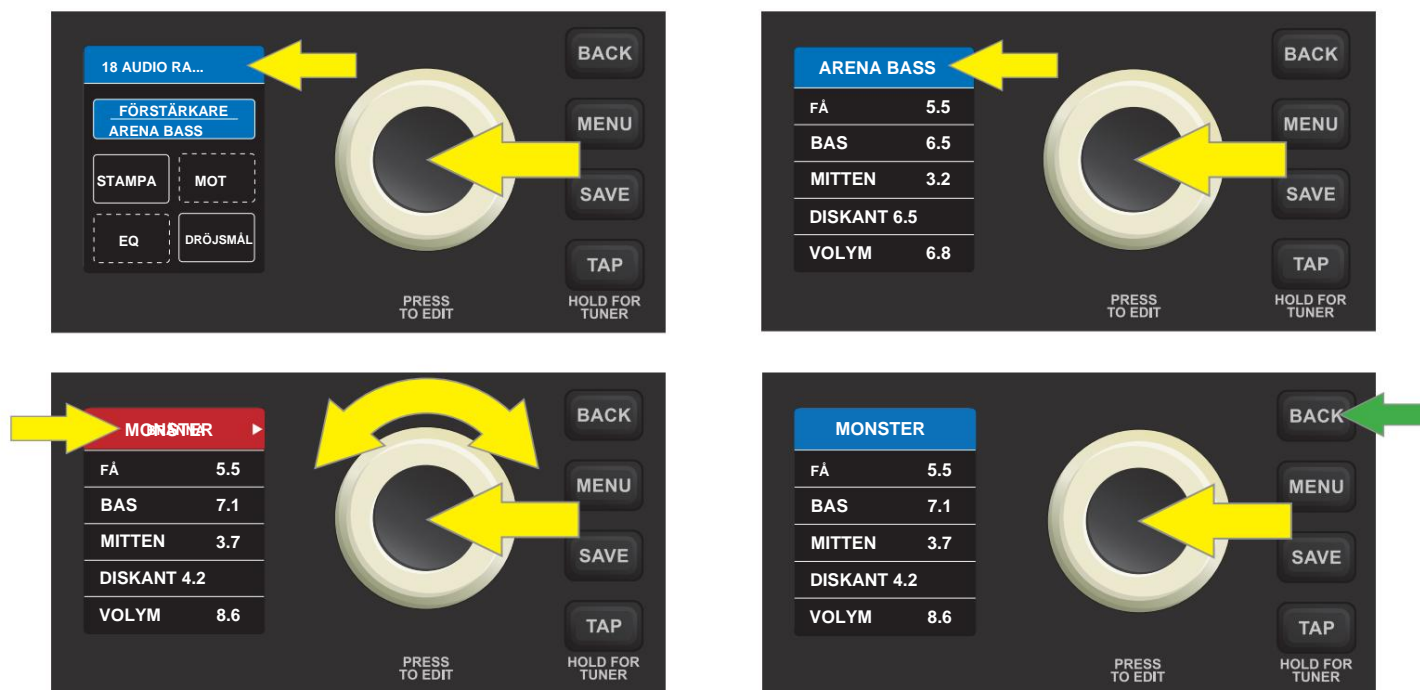 18 AUDIO RA...
FÖRSTÄRKARE
ARENA BASS
STAMPA
MOT
EQ
DRÖJSMÅL
PRESS
TO EDIT
BACK
MENU
SAVE
TAP
HOLD FOR
TUNER
ARENA BASS
FÅ 5.5
BAS 6.5
MITTEN 3.2
DISKANT 6.5
VOLYM 6.8
PRESS
TO EDIT
BACK
MENU
SAVE
TAP
HOLD FOR
TUNER
MONSTER
FÅ 5.5
BAS 7.1
MITTEN 3.7
DISKANT 4.2
VOLYM 8.6
PRESS
TO EDIT
BACK
MENU
SAVE
TAP
HOLD FOR
TUNER
MONSTER
FÅ 5.5
BAS 7.1
MITTEN 3.7
DISKANT 4.2
VOLYM 8.6
PRESS
TO EDIT
BACK
MENU
SAVE
TAP
HOLD FOR
TUNER